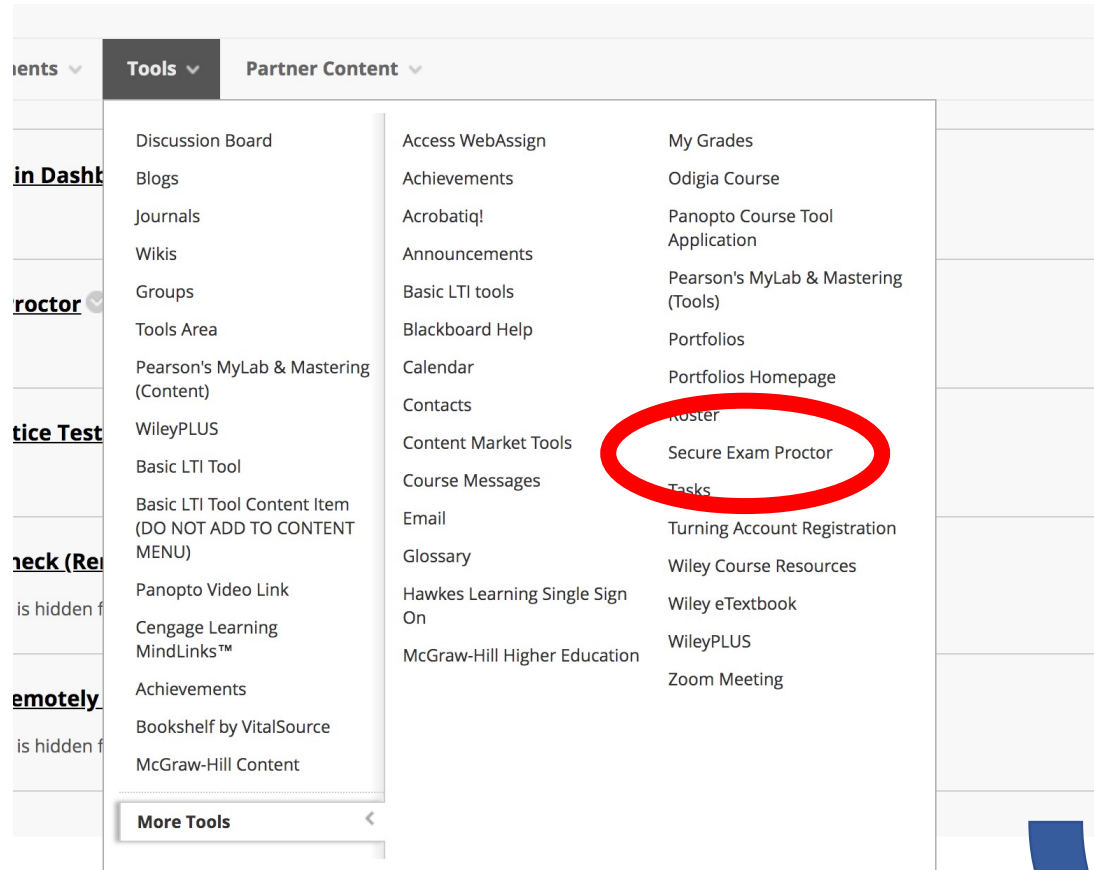 Tools
Partner Content
in Dashb
Discussion Board
Blogs
Journals
Wikis
Groups
Tools Area
Pearson's MyLab & Mastering
(Content)
WileyPLUS
Basic LTI Tool
Basic LTI Tool Content Item
(DO NOT ADD TO CONTENT
MENU)
Panopto Video Link
Cengage Learning
MindLinks™
Achievements
Bookshelf by VitalSource
McGraw-Hill Content
More Tools
Access WebAssign
Achievements
Acrobatiq!
Announcements
Basic LTI tools
Blackboard Help
Calendar
Contacts
Content Market Tools
Course Messages
Email
Glossary
Hawkes Learning Single Sign
On
McGraw-Hill Higher Education
My Grades
Odigia Course
Panopto Course Tool
Application
Pearson's MyLab & Mastering
(Tools)
Portfolios
Portfolios Homepage
Roster
Secure Exam Proctor
Tasks
Turning Account Registration
Wiley Course Resources
Wiley eTextbook
WileyPLUS
Zoom Meeting
roctor
tice Test
heck (Re
is hidden f
emotely
is hidden f